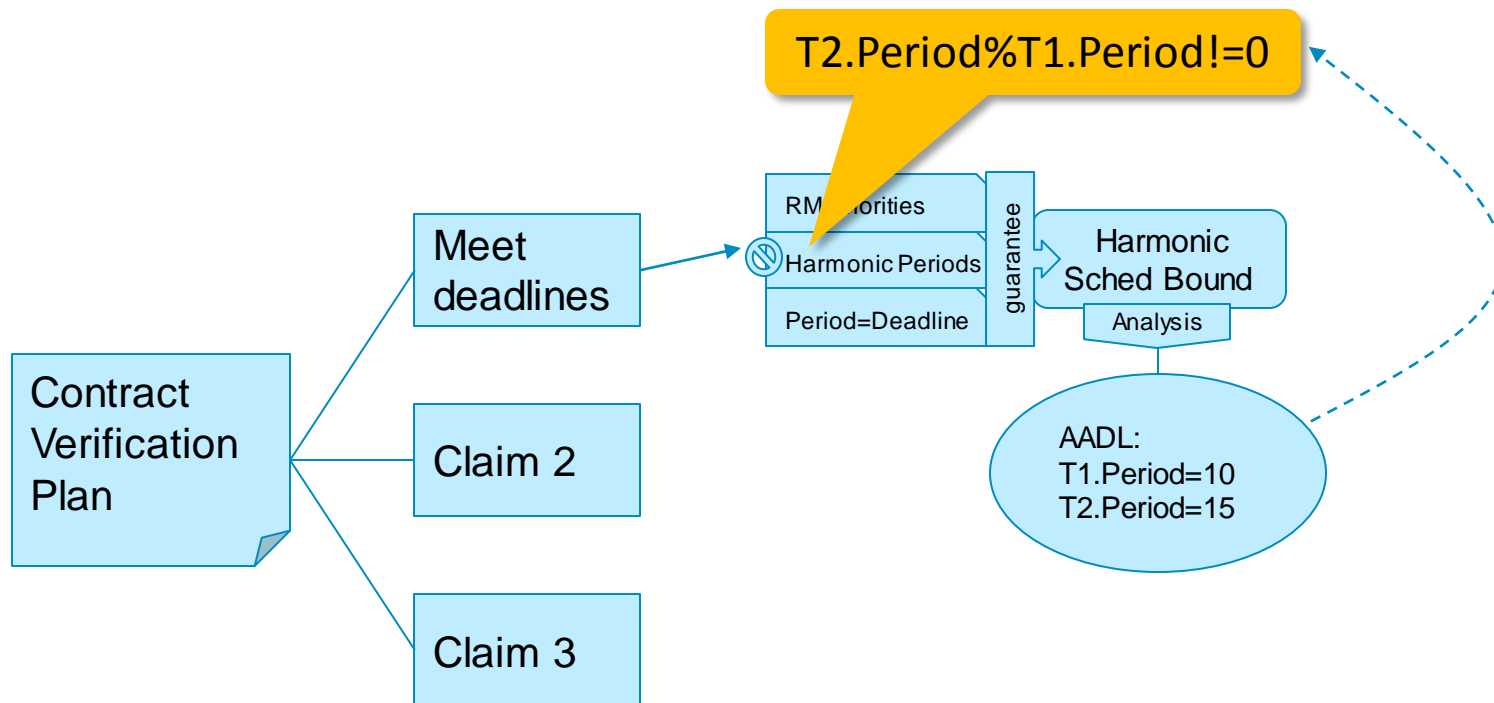 T2.Period%T1.Period!=0
RM
orities
Harmonic Periods
Period=Deadline
guarantee
Harmonic
Sched Bound
Analysis
Meet
deadlines
Contract
Verification
Plan
Claim 2
Claim 3
AADL:
T1.Period=10
T2.Period=15